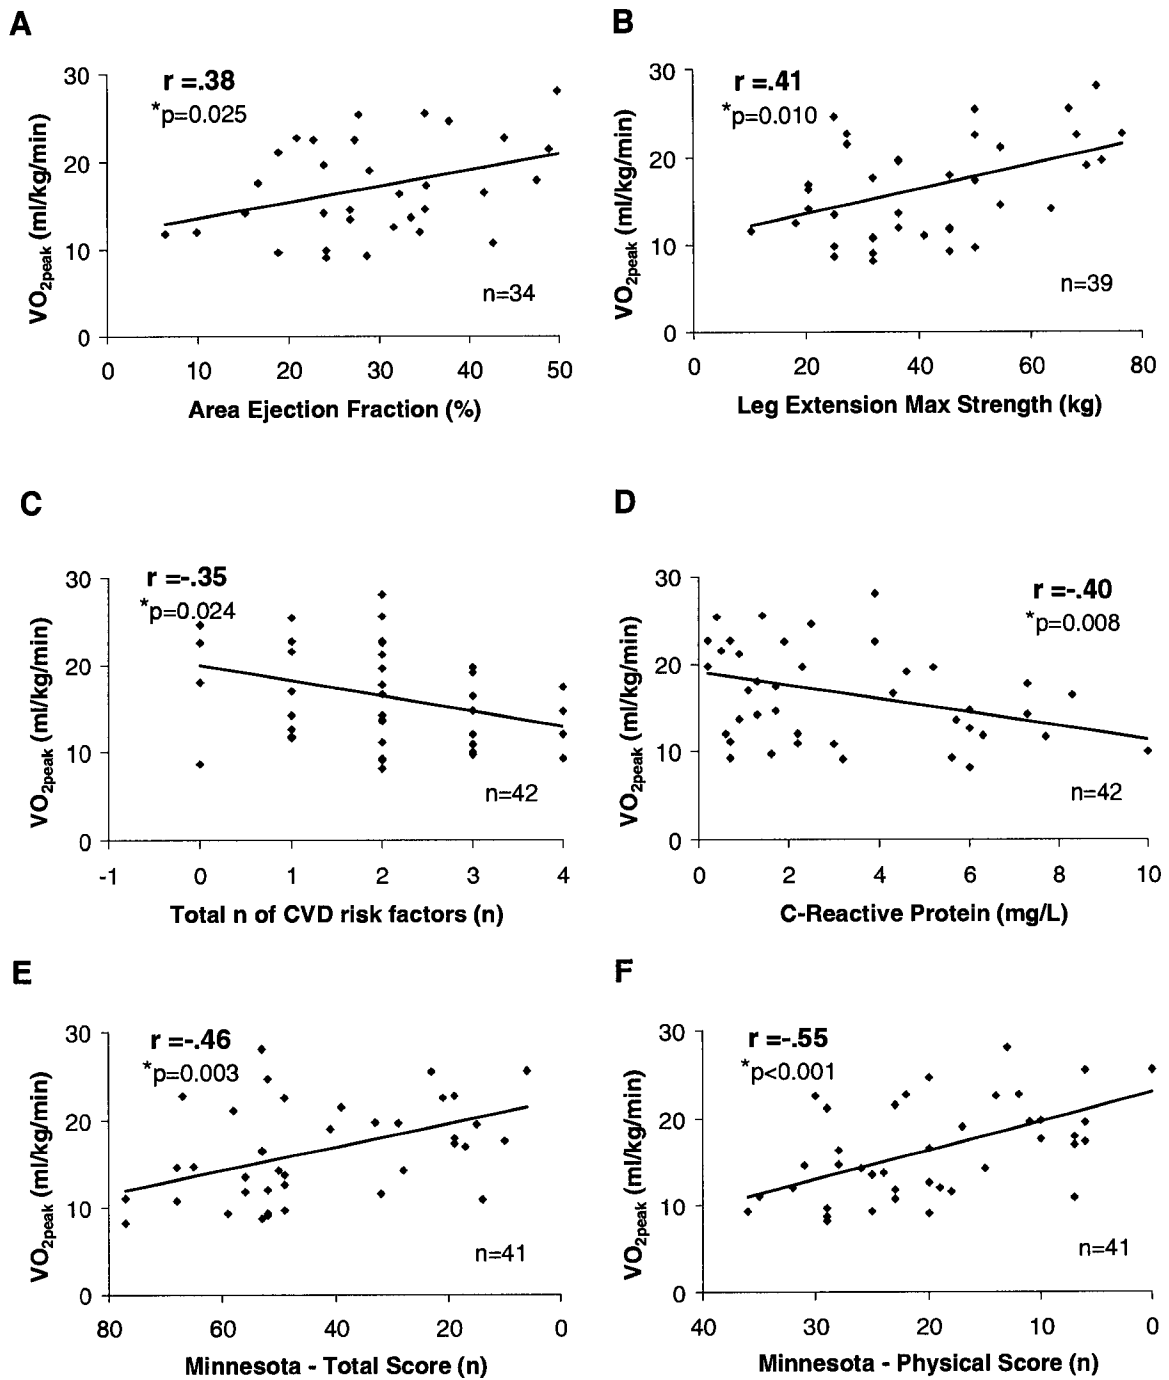 A
r =.38
*p=0.025
VO2peak (ml/kg/min)
30
20
10
0
n=34
0 10 20 30 40 50
Area Ejection Fraction (%)
B
r =.41
*p=0.010
VO2peak (ml/kg/min)
30
20
10
0
n=39
0 20 40 60 80
Leg Extension Max Strength (kg)
C
r =-.35
*p=0.024
VO2peak (ml/kg/min)
30
20
10
0
n=42
-1 0 1 2 3 4
Total n of CVD risk factors (n)
D
r =-.40
*p=0.008
VO2peak (ml/kg/min)
30
20
10
0
n=42
0 2 4 6 8 10
C-Reactive Protein (mg/L)
E
r =-.46
*p=0.003
VO2peak (ml/kg/min)
30
20
10
0
n=41
80 60 40 20 0
Minnesota - Total Score (n)
F
r =-.55
*p<0.001
VO2peak (ml/kg/min)
30
20
10
0
n=41
40 30 20 10 0
Minnesota - Physical Score (n)